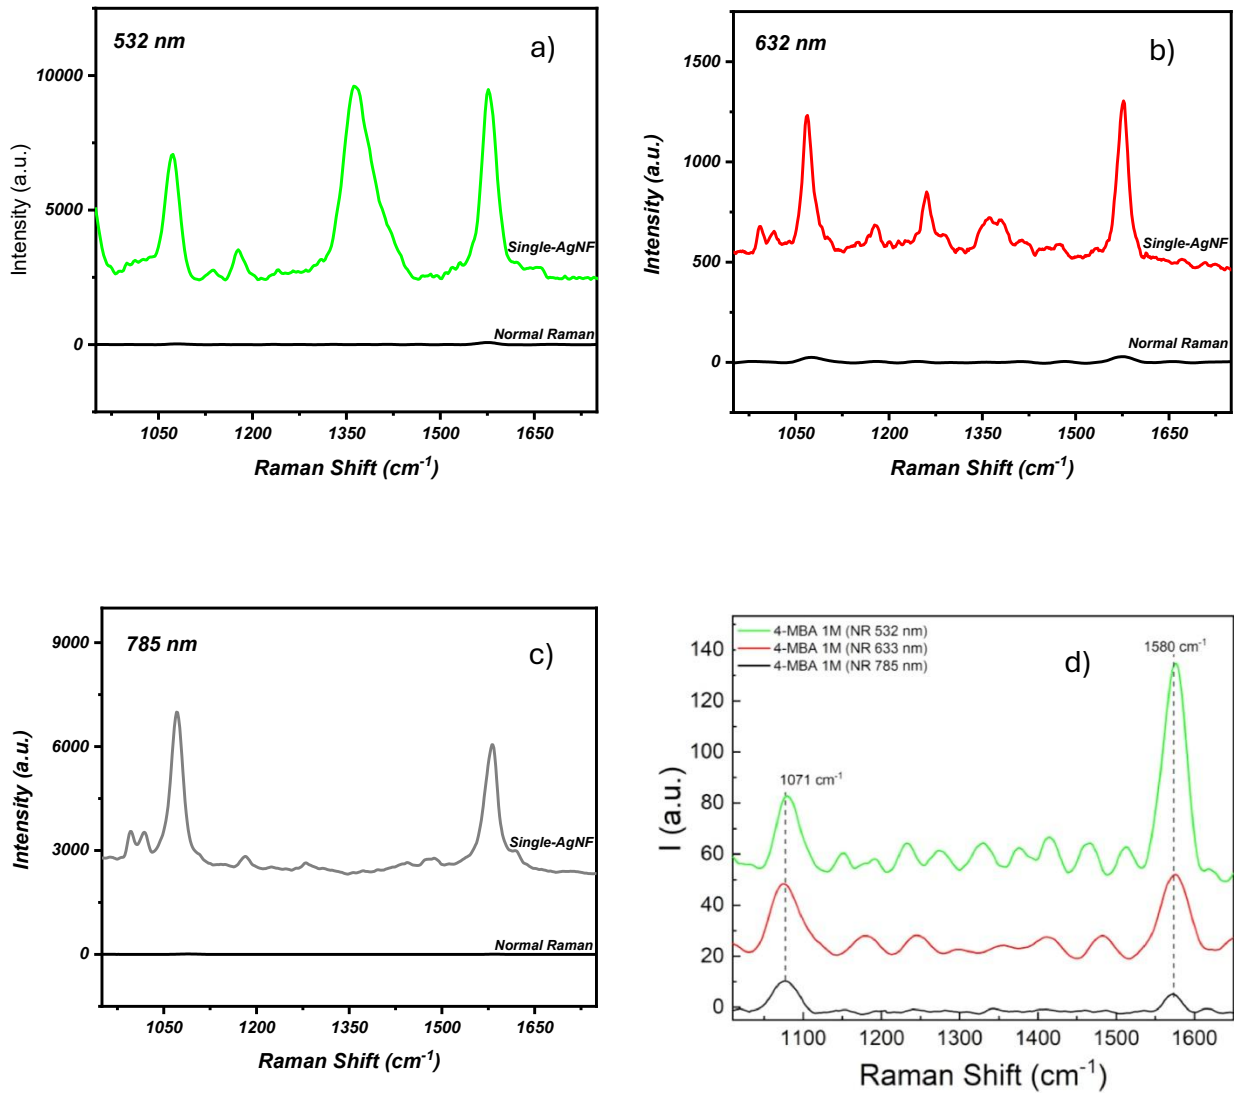 532 nm
a)
10000
5000
0
Intensity (a.u.)
Single-AgNF
Normal Raman
1050 1200 1350 1500 1650
Raman Shift (cm⁻¹)
632 nm
b)
1500
1000
500
0
Intensity (a.u.)
Single-AgNF
Normal Raman
1050 1200 1350 1500 1650
Raman Shift (cm⁻¹)
785 nm
c)
9000
6000
3000
0
Intensity (a.u.)
Single-AgNF
Normal Raman
1050 1200 1350 1500 1650
Raman Shift (cm⁻¹)
4-MBA 1M (NR 532 nm)
4-MBA 1M (NR 633 nm)
4-MBA 1M (NR 785 nm)
d)
1580 cm⁻¹
1071 cm⁻¹
140
120
100
80
60
40
20
0
I (a.u.)
1100 1200 1300 1400 1500 1600
Raman Shift (cm⁻¹)